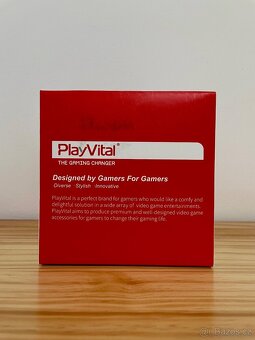 PlayVital®
THE GAMING CHANGER
Designed by Gamers For Gamers
·Diverse ·Stylish ·Innovative
PlayVital is a perfect brand for gamers who would like a comfy and
delightful solution in a wide array of video game entertainments.
PlayVital aims to produce premium and well-designed video game
accessories for gamers to change their gaming life.